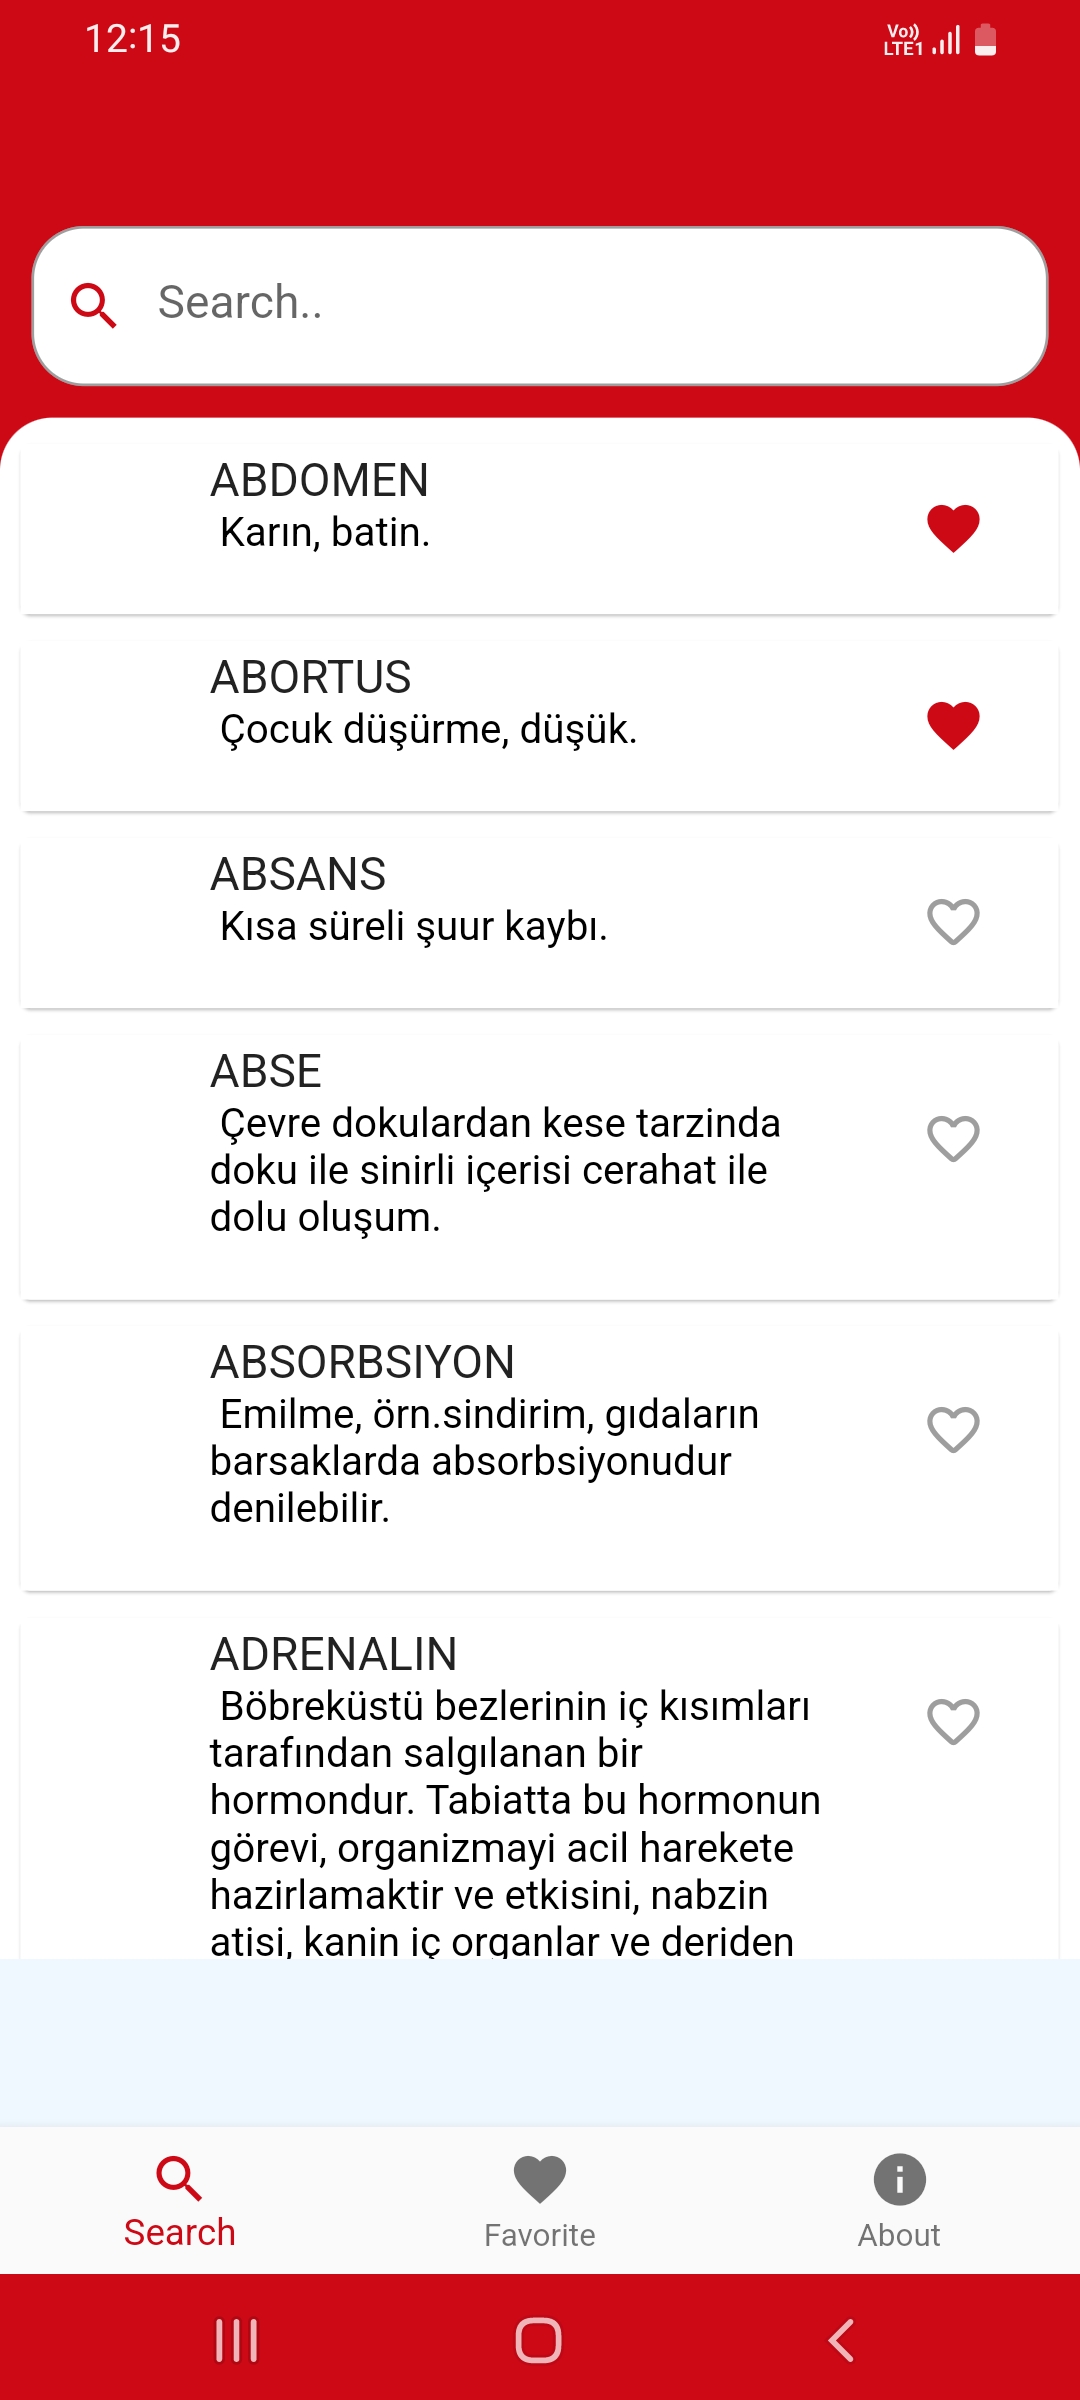 12:15
Vo))
LTE1
Search..
ABDOMEN
Karın, batin.
ABORTUS
Çocuk düşürme, düşük.
ABSANS
Kısa süreli şuur kaybı.
ABSE
Çevre dokulardan kese tarzinda
doku ile sinirli içerisi cerahat ile
dolu oluşum.
ABSORBSIYON
Emilme, örn.sindirim, gıdaların
barsaklarda absorbsiyonudur
denilebilir.
ADRENALIN
Böbreküstü bezlerinin iç kısımları
tarafından salgılanan bir
hormondur. Tabiatta bu hormonun
görevi, organizmayi acil harekete
hazirlamaktir ve etkisini, nabzin
atisi, kanin iç organlar ve deriden
Search
Favorite
About